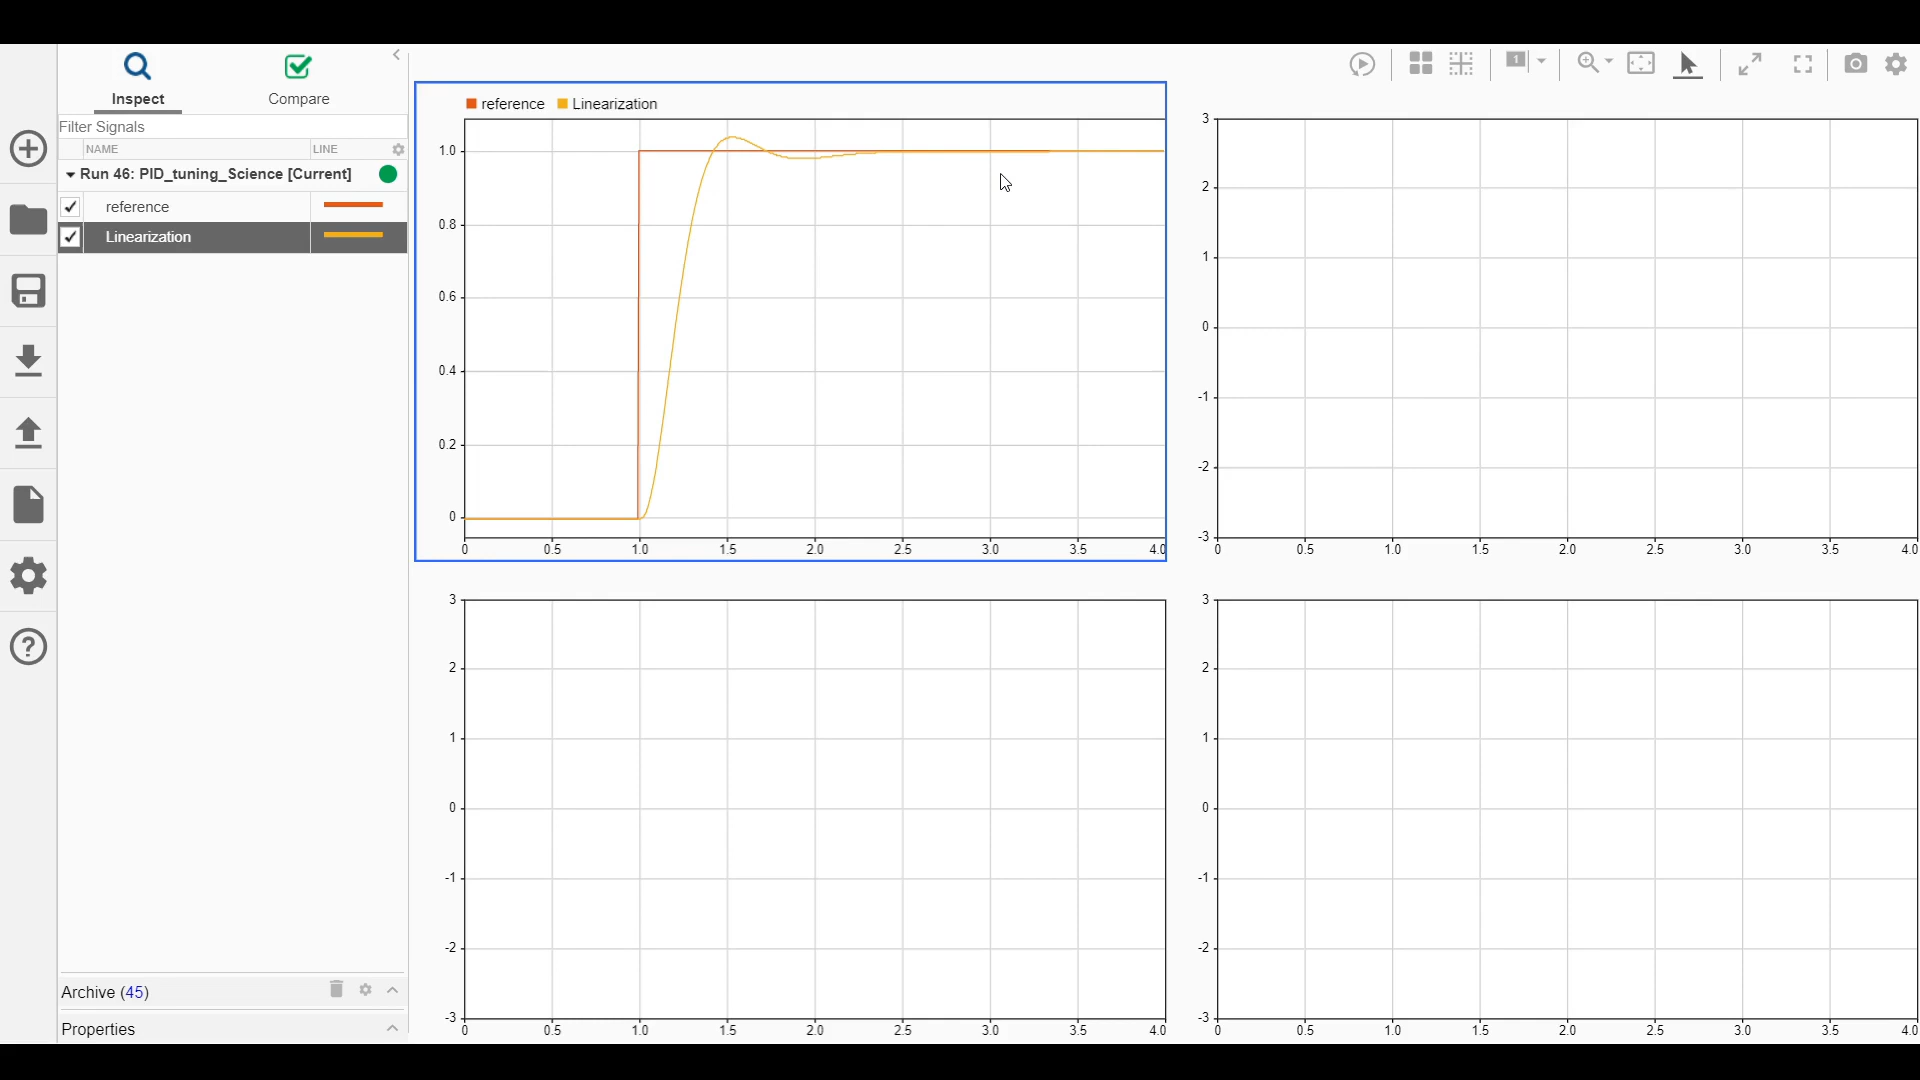 Inspect
Compare
Filter Signals
NAME
LINE
Run 46: PID_tuning_Science [Current]
reference
Linearization
Archive (45)
Properties
1
reference Linearization
1.0
0.8
0.6
0.4
0.2
0
0 0.5 1.0 1.5 2.0 2.5 3.0 3.5 4.0
3
2
1
0
-1
-2
-3
0 0.5 1.0 1.5 2.0 2.5 3.0 3.5 4.0
3
2
1
0
-1
-2
-3
0 0.5 1.0 1.5 2.0 2.5 3.0 3.5 4.0
3
2
1
0
-1
-2
-3
0 0.5 1.0 1.5 2.0 2.5 3.0 3.5 4.0